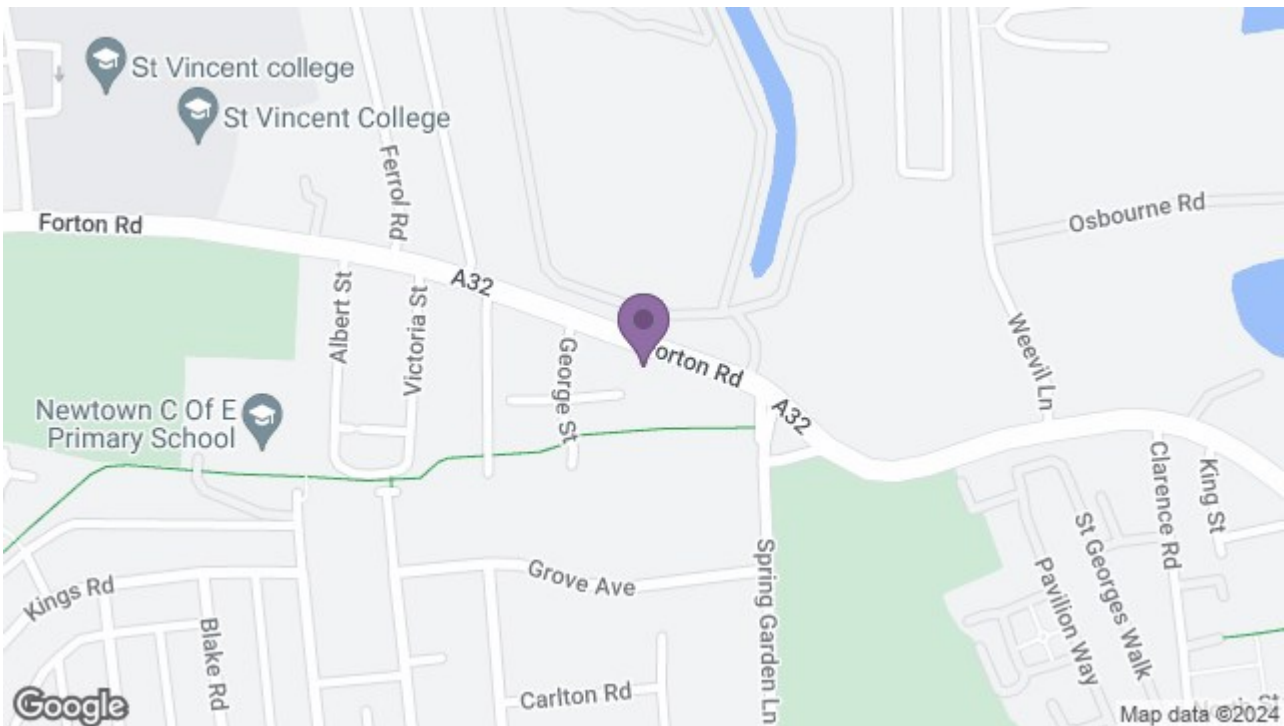 St Vincent college
St Vincent College
Ferrol Rd
Forton Rd
Osbourne Rd
A32
Albert St
Victoria St
George St
orton Rd
Weevil Ln
A32
Newtown C Of E
Primary School
Clarence Rd
King St
St Georges Walk
Pavilion Way
Spring Garden Ln
Grove Ave
Kings Rd
Blake Rd
Carlton Rd
Google
Map data ©2024